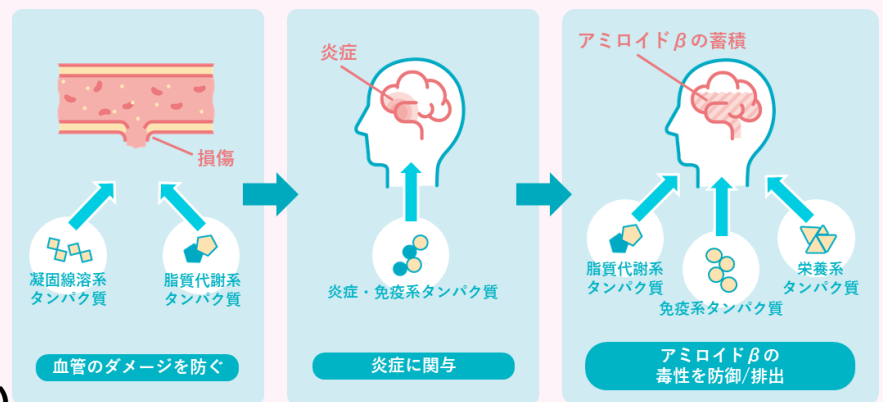 損傷
凝固線溶系
タンパク質
脂質代謝系
タンパク質
血管のダメージを防ぐ
炎症
炎症・免疫系タンパク質
炎症に関与
アミロイドβの蓄積
脂質代謝系
タンパク質
免疫系タンパク質
栄養系
タンパク質
アミロイドβの
毒性を防御/排出
)